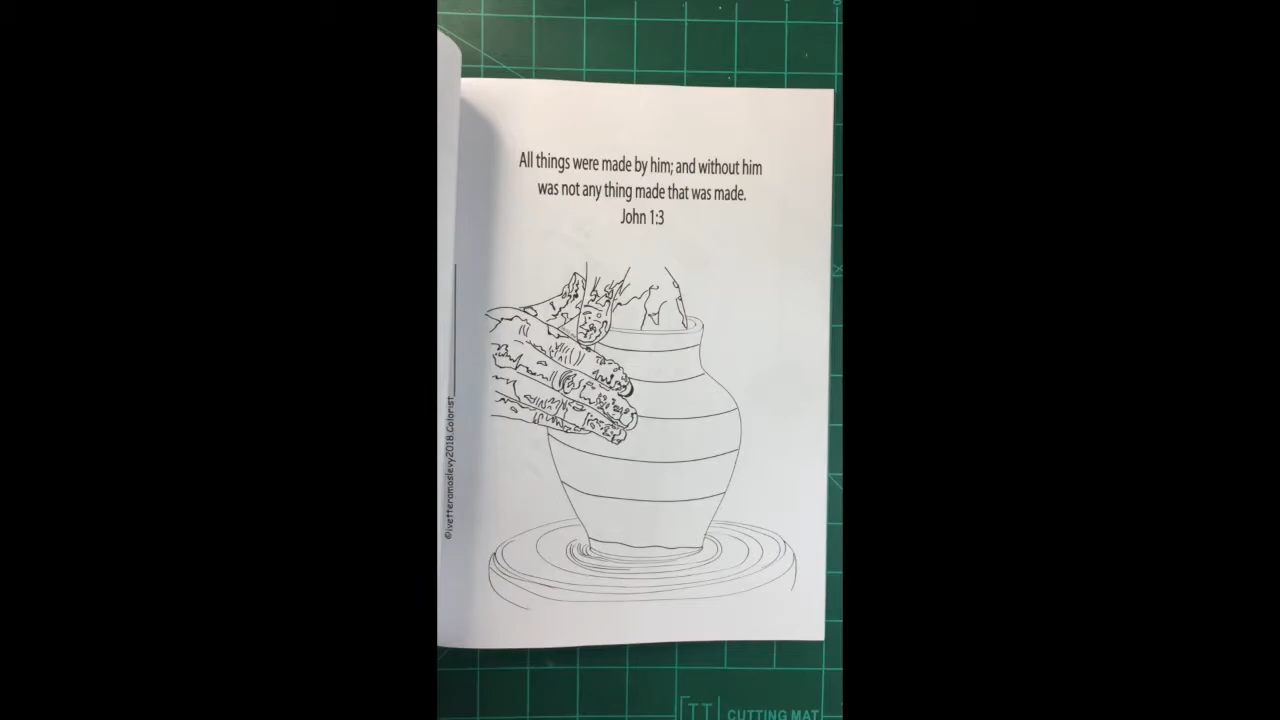 All things were made by him; and without him
was not any thing made that was made.
John 1:3
©ivetteramoslevy2018.Colorist
CUTTING MAT